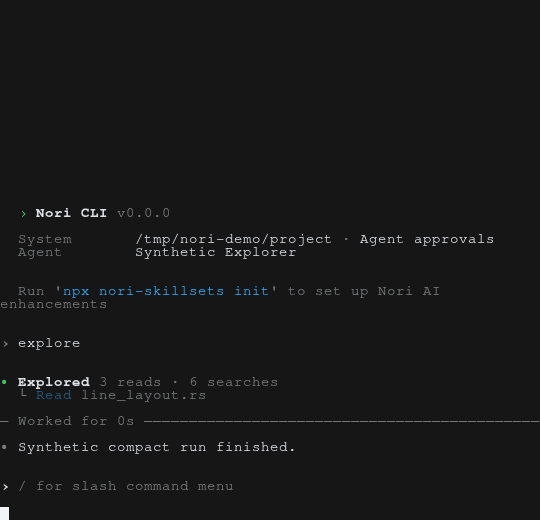 › Nori CLI v0.0.0
System /tmp/nori-demo/project · Agent approvals
Agent Synthetic Explorer
Run 'npx nori-skillsets init' to set up Nori AI
enhancements
› explore
• Explored 3 reads · 6 searches
└ Read line_layout.rs
─ Worked for 0s ────────────────────────────────────────────
• Synthetic compact run finished.
› / for slash command menu